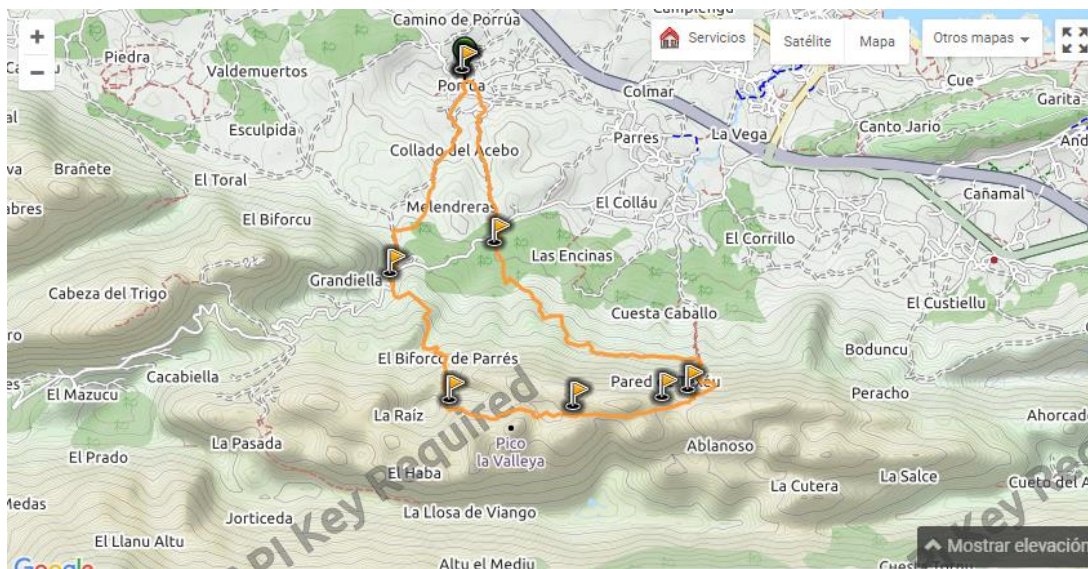 Camino de Porrúa
+
−
Servicios
Satélite
Mapa
Otros mapas
Piedra
Valdemuertos
Porrúa
Colmar
Cue
Garita
Esculpida
Parres
La Vega
Canto Jario
Brañete
Collado del Acebo
El Toral
Cañamal
El Biforcu
Melendreras
El Colláu
Las Encinas
El Corrillo
Grandiella
Cabeza del Trigo
El Custiellu
Cuesta Caballo
Boduncu
El Biforco de Parrés
Cacabiella
Pared
El Mazucu
Peracho
La Raíz
La Pasada
Pico
la Valleya
Ablanoso
El Prado
El Haba
La Salce
La Cutera
Cueto del A
Medas
La Llosa de Viango
Jorticeda
API Key Required
El Llanu Altu
Mostrar elevación
Google
Altu el Mediu